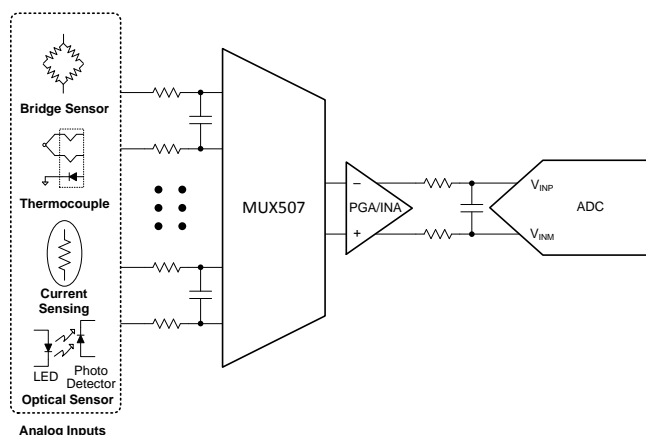 Bridge Sensor
Thermocouple
Current
Sensing
LED
Photo
Detector
Optical Sensor
Analog Inputs
MUX507
−
PGA/INA
+
VINP
VINM
ADC